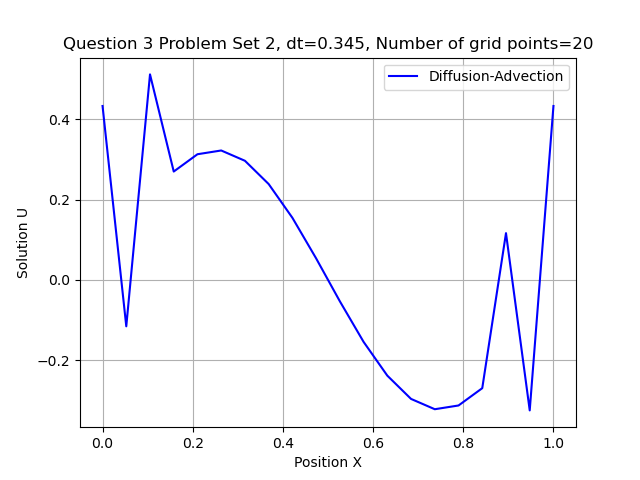 Question 3 Problem Set 2, dt=0.345, Number of grid points=20
Diffusion-Advection
0.4
0.2
0.0
−0.2
Solution U
0.0 0.2 0.4 0.6 0.8 1.0
Position X